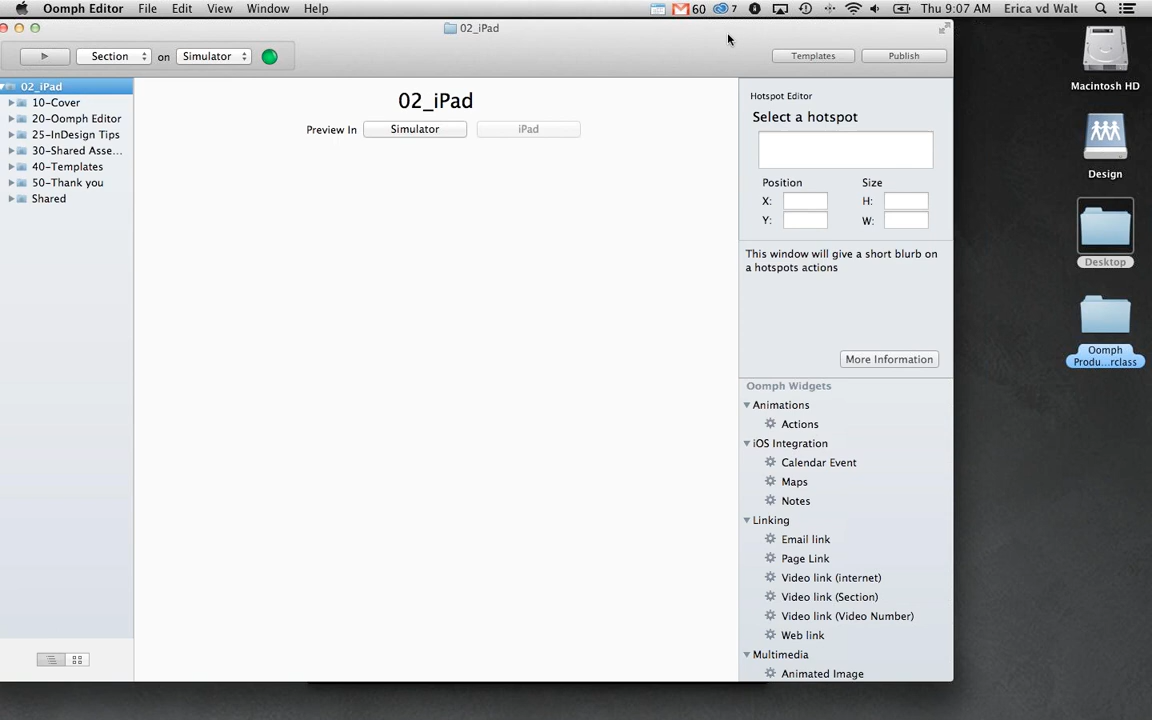 Oomph Editor File Edit View Window Help 60 7 Thu 9:07 AM Erica vd Walt
02_iPad
Section on Simulator Templates Publish
02_iPad
10-Cover
20-Oomph Editor
25-InDesign Tips
30-Shared Asse...
40-Templates
50-Thank you
Shared
02_iPad
Preview In Simulator iPad
Hotspot Editor
Select a hotspot
Position Size
X: H:
Y: W:
This window will give a short blurb on
a hotspots actions
More Information
Oomph Widgets
Animations
Actions
iOS Integration
Calendar Event
Maps
Notes
Linking
Email link
Page Link
Video link (internet)
Video link (Section)
Video link (Video Number)
Web link
Multimedia
Animated Image
Macintosh HD
Design
Desktop
Oomph
Produ...rclass